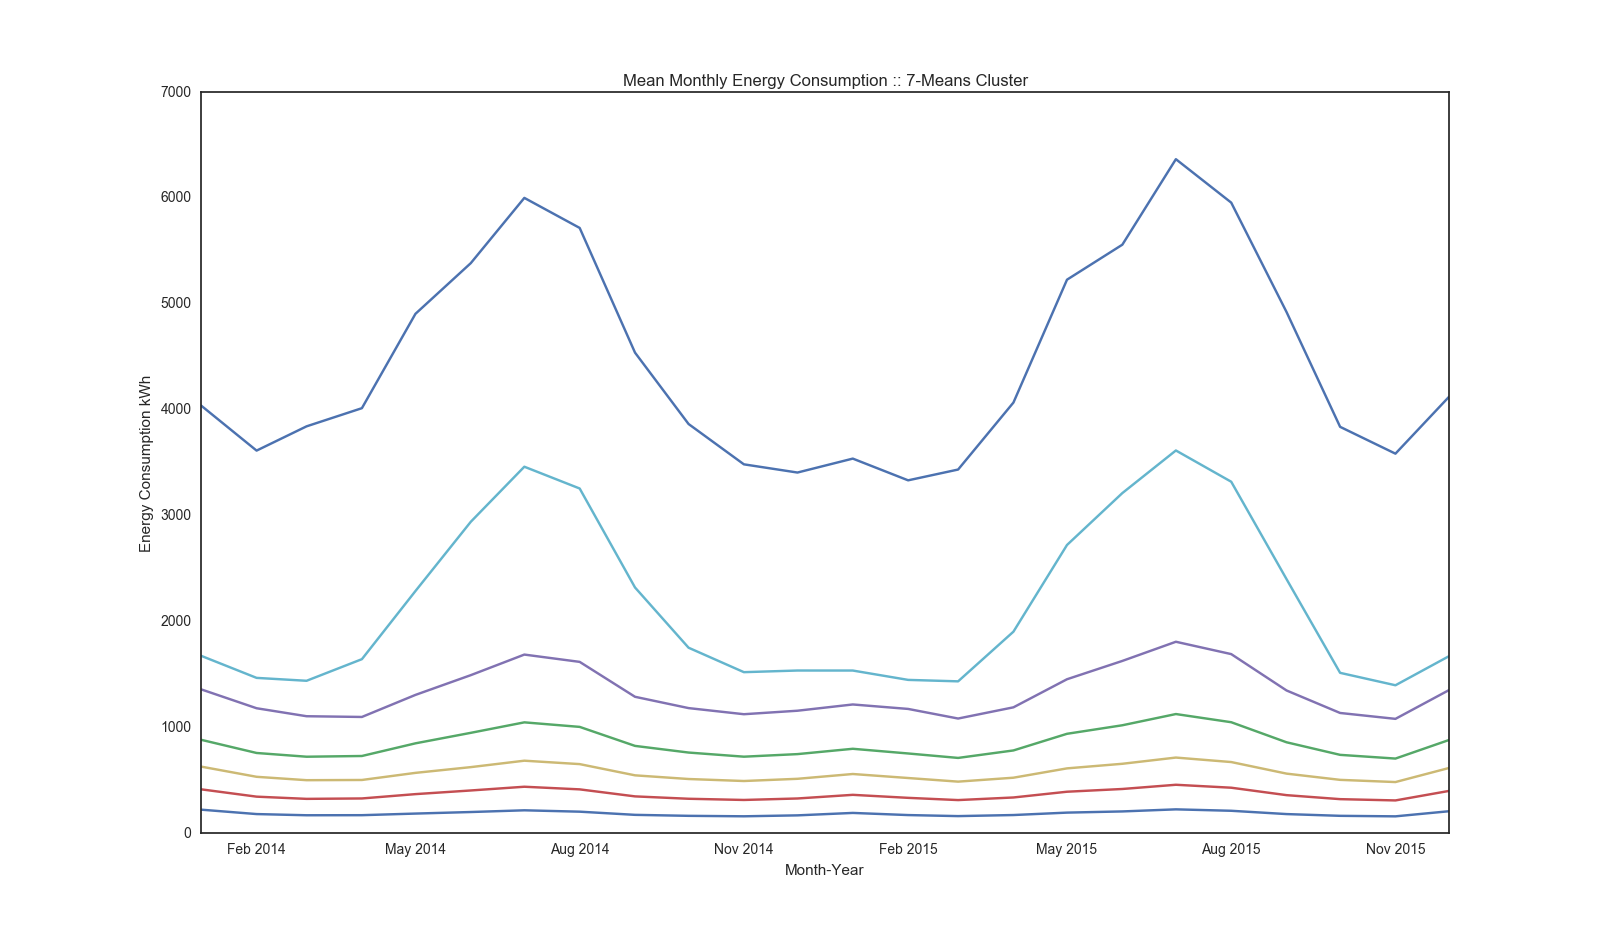 Mean Monthly Energy Consumption :: 7-Means Cluster
7000
6000
5000
4000
3000
2000
1000
0
Energy Consumption kWh
Feb 2014 May 2014 Aug 2014 Nov 2014 Feb 2015 May 2015 Aug 2015 Nov 2015
Month-Year